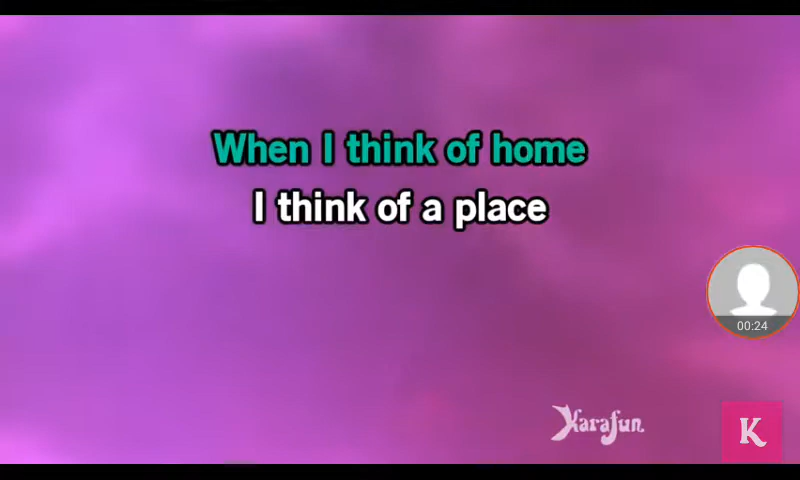 When I think of home
I think of a place
00:24
Karafun
K